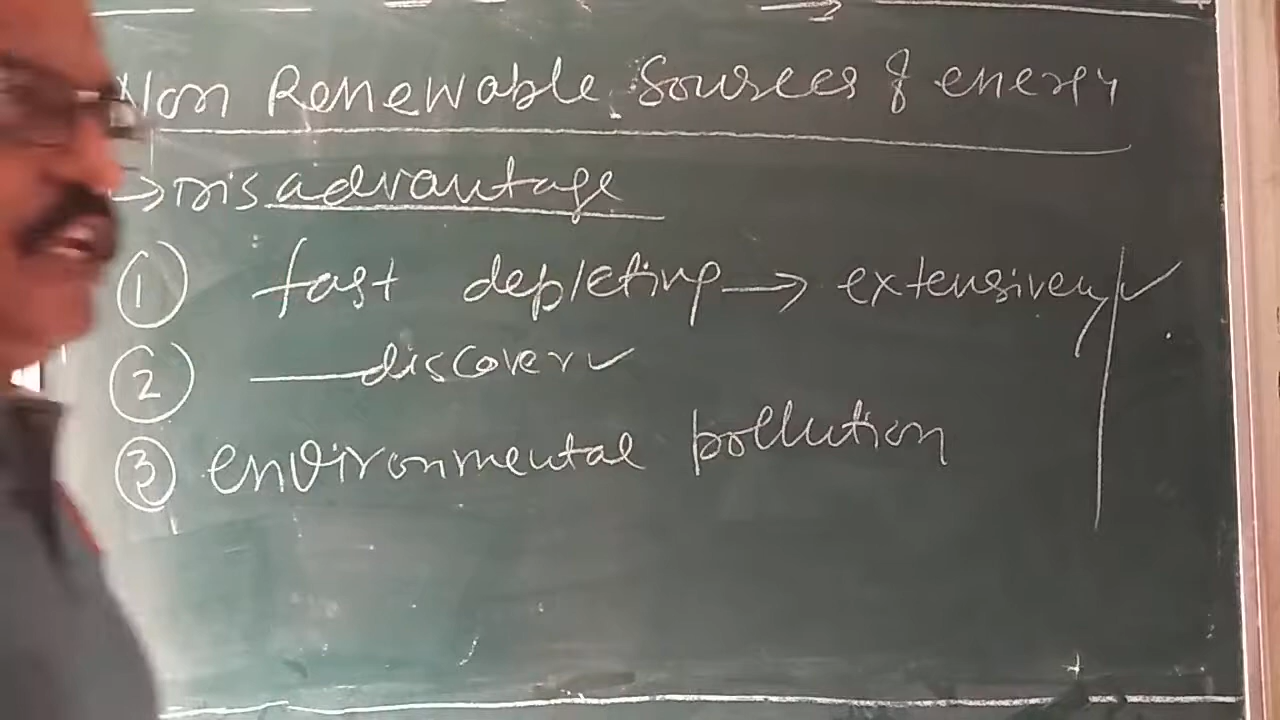 Non Renewable Sources of energy
→ Disadvantage
① fast depleting → extensively ✓
② — discover ✓
③ environmental pollution